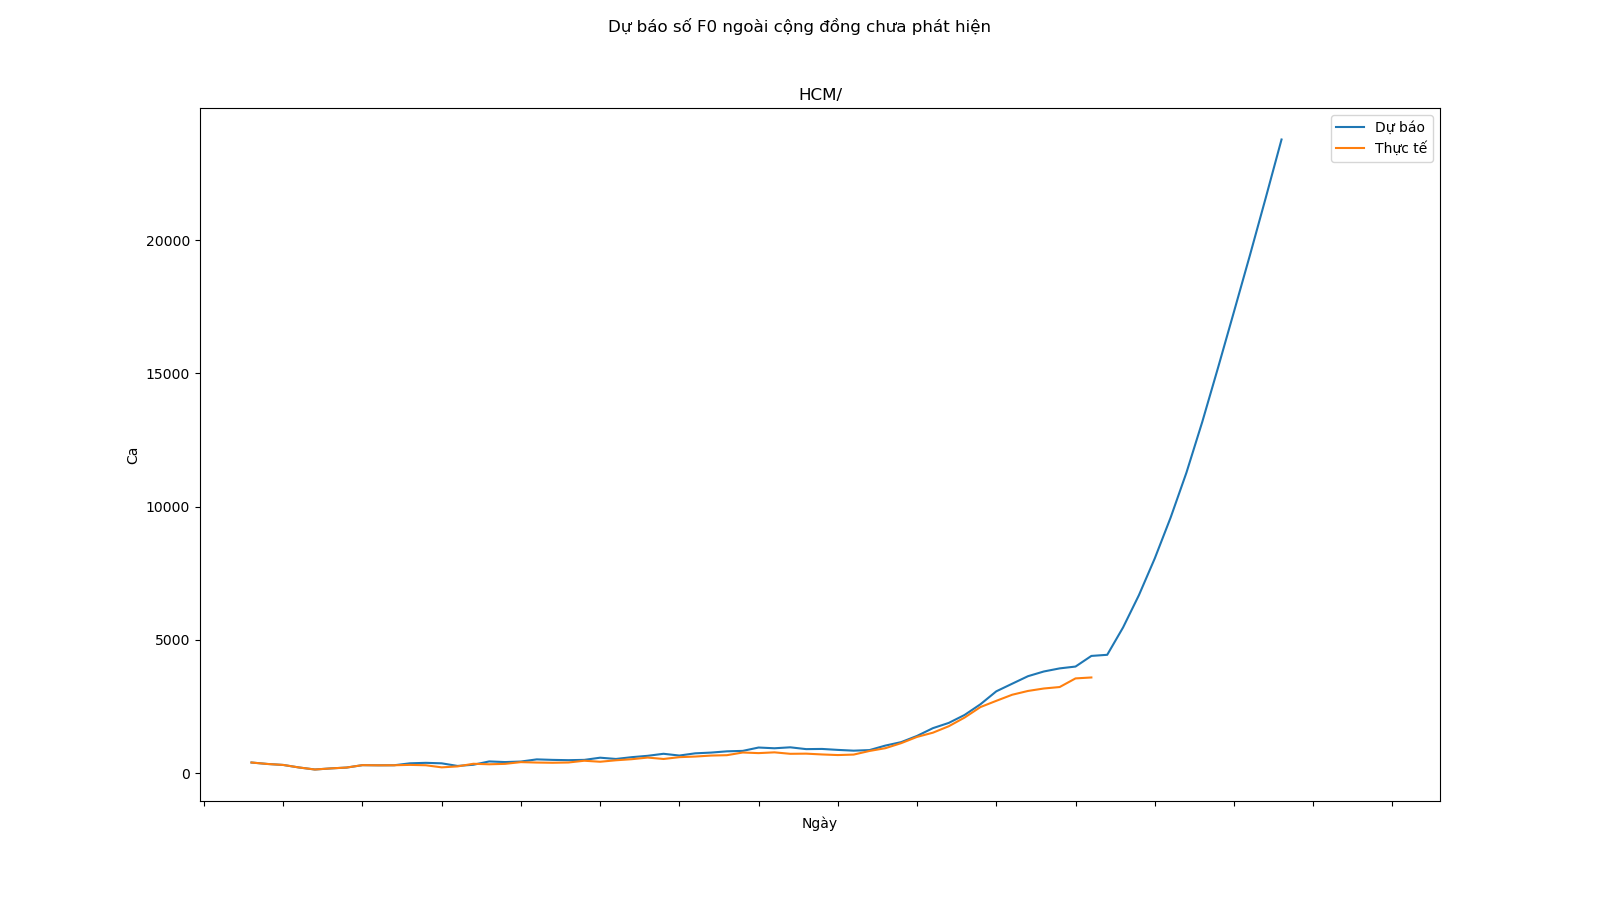 Dự báo số F0 ngoài cộng đồng chưa phát hiện
HCM/
Dự báo
Thực tế
20000
15000
10000
5000
0
Ca
Ngày